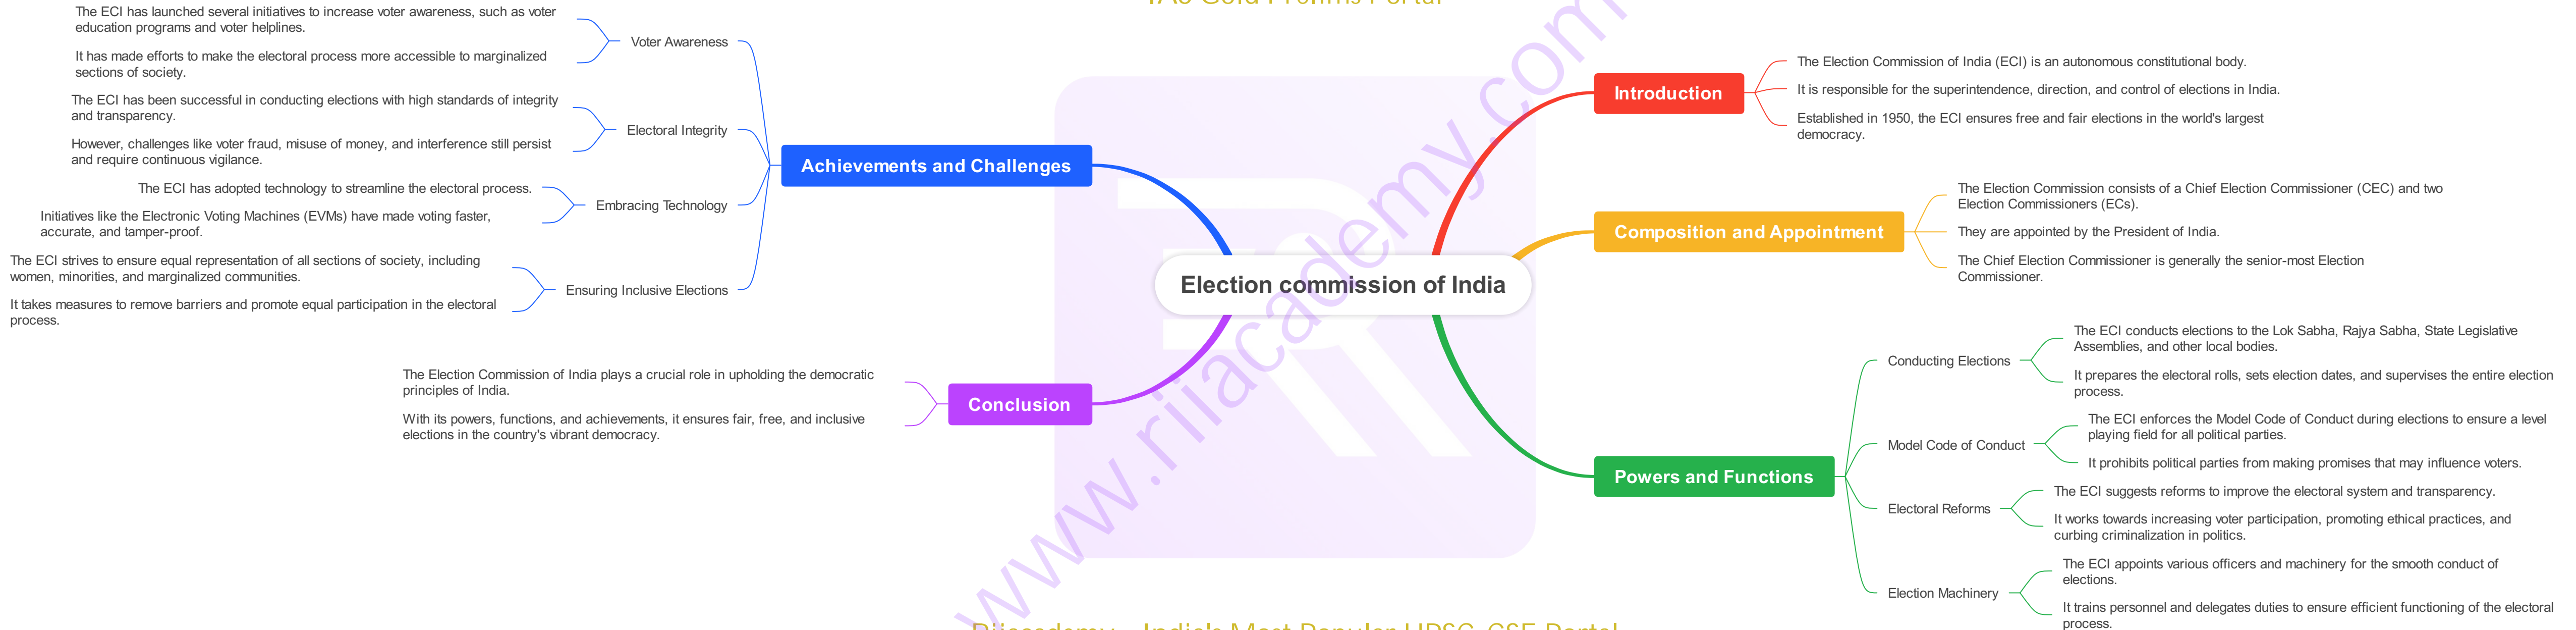 Election commission of India
Introduction
The Election Commission of India (ECI) is an autonomous constitutional body.
It is responsible for the superintendence, direction, and control of elections in India.
Established in 1950, the ECI ensures free and fair elections in the world's largest
democracy.
Composition and Appointment
The Election Commission consists of a Chief Election Commissioner (CEC) and two
Election Commissioners (ECs).
They are appointed by the President of India.
The Chief Election Commissioner is generally the senior-most Election
Commissioner.
Powers and Functions
Conducting Elections
The ECI conducts elections to the Lok Sabha, Rajya Sabha, State Legislative
Assemblies, and other local bodies.
It prepares the electoral rolls, sets election dates, and supervises the entire election
process.
Model Code of Conduct
The ECI enforces the Model Code of Conduct during elections to ensure a level
playing field for all political parties.
It prohibits political parties from making promises that may influence voters.
Electoral Reforms
The ECI suggests reforms to improve the electoral system and transparency.
It works towards increasing voter participation, promoting ethical practices, and
curbing criminalization in politics.
Election Machinery
The ECI appoints various officers and machinery for the smooth conduct of
elections.
It trains personnel and delegates duties to ensure efficient functioning of the electoral
process.
Achievements and Challenges
Voter Awareness
The ECI has launched several initiatives to increase voter awareness, such as voter
education programs and voter helplines.
It has made efforts to make the electoral process more accessible to marginalized
sections of society.
Electoral Integrity
The ECI has been successful in conducting elections with high standards of integrity
and transparency.
However, challenges like voter fraud, misuse of money, and interference still persist
and require continuous vigilance.
Embracing Technology
The ECI has adopted technology to streamline the electoral process.
Initiatives like the Electronic Voting Machines (EVMs) have made voting faster,
accurate, and tamper-proof.
Ensuring Inclusive Elections
The ECI strives to ensure equal representation of all sections of society, including
women, minorities, and marginalized communities.
It takes measures to remove barriers and promote equal participation in the electoral
process.
Conclusion
The Election Commission of India plays a crucial role in upholding the democratic
principles of India.
With its powers, functions, and achievements, it ensures fair, free, and inclusive
elections in the country's vibrant democracy.
www.rijiacademy.com
India's Most Popular UPSC-CSE Portal